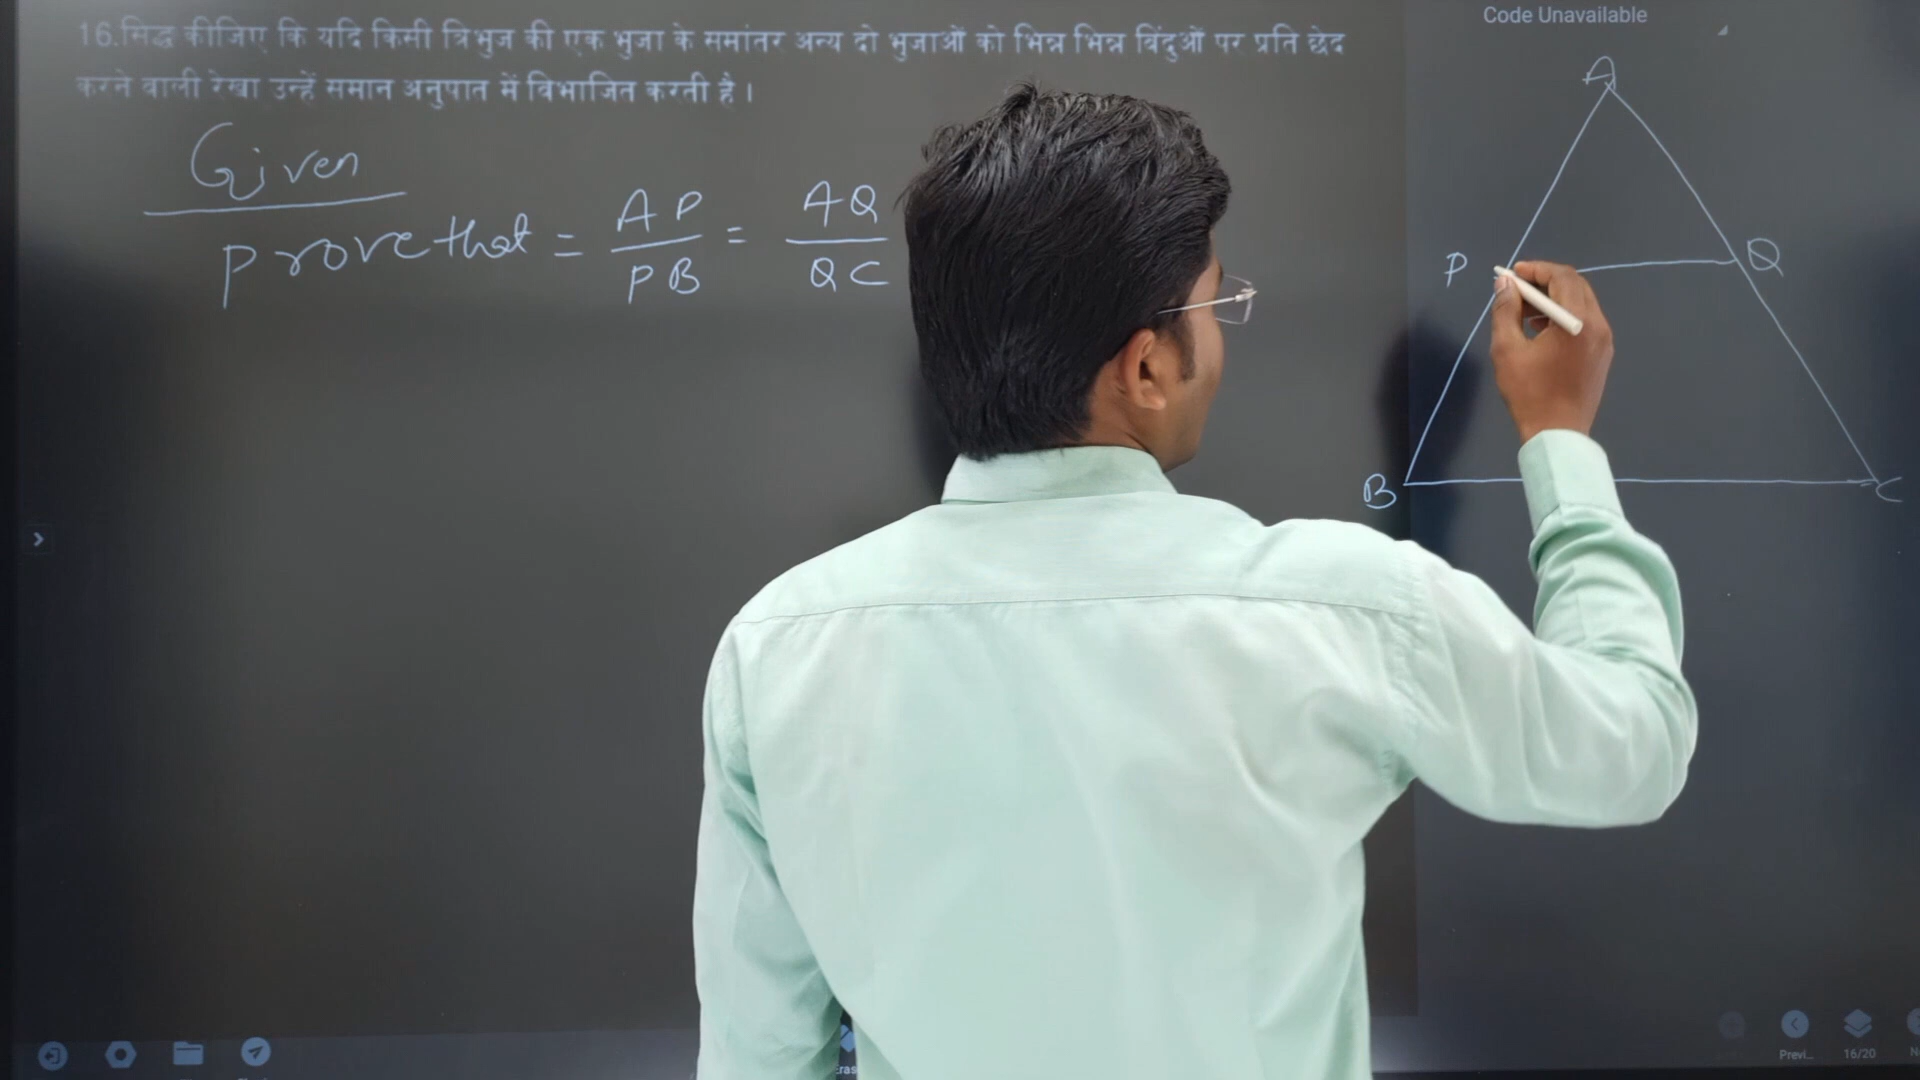 16.सिद्ध कीजिए कि यदि किसी त्रिभुज की एक भुजा के समांतर अन्य दो भुजाओं को भिन्न भिन्न बिंदुओं पर प्रति छेद
करने वाली रेखा उन्हें समान अनुपात में विभाजित करती है ।
Code Unavailable
Given
prove that = AP/PB = AQ/QC
A
P
Q
B
C
Previ...
16/20